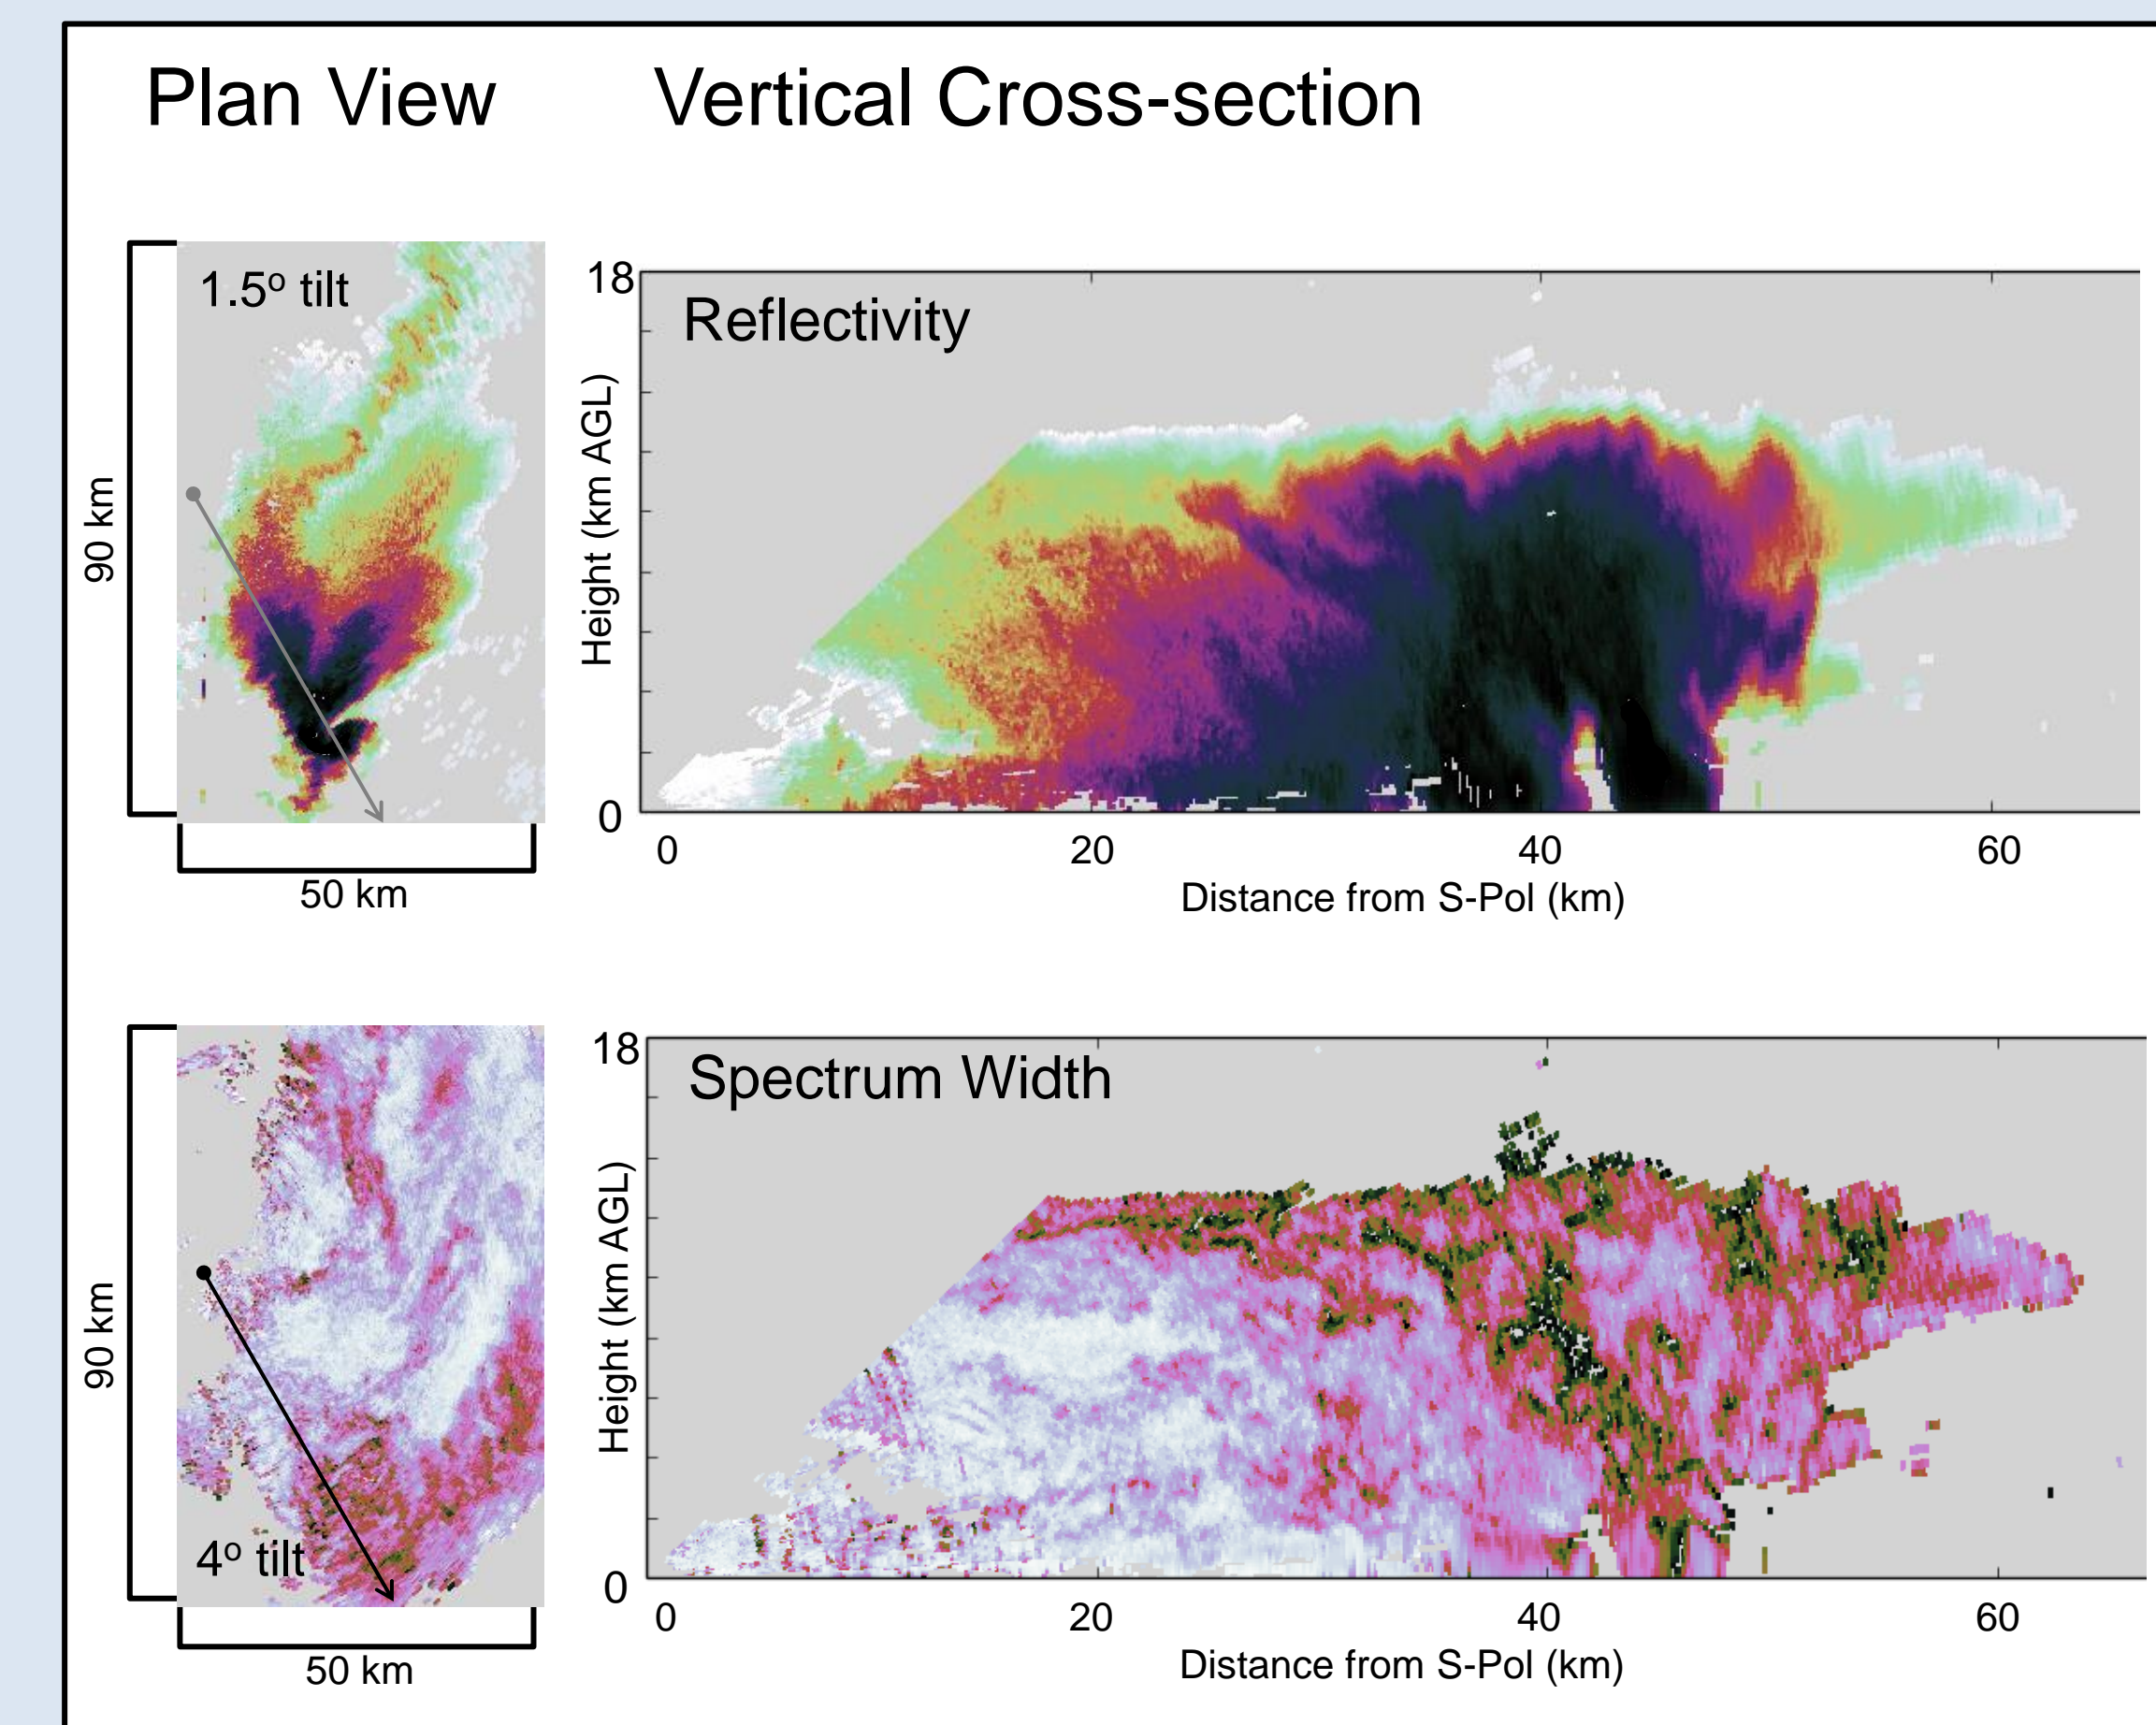 Plan View
Vertical Cross-section
1.5º tilt
90 km
50 km
Reflectivity
18
0
Height (km AGL)
0 20 40 60
Distance from S-Pol (km)
4º tilt
90 km
50 km
Spectrum Width
18
0
Height (km AGL)
0 20 40 60
Distance from S-Pol (km)